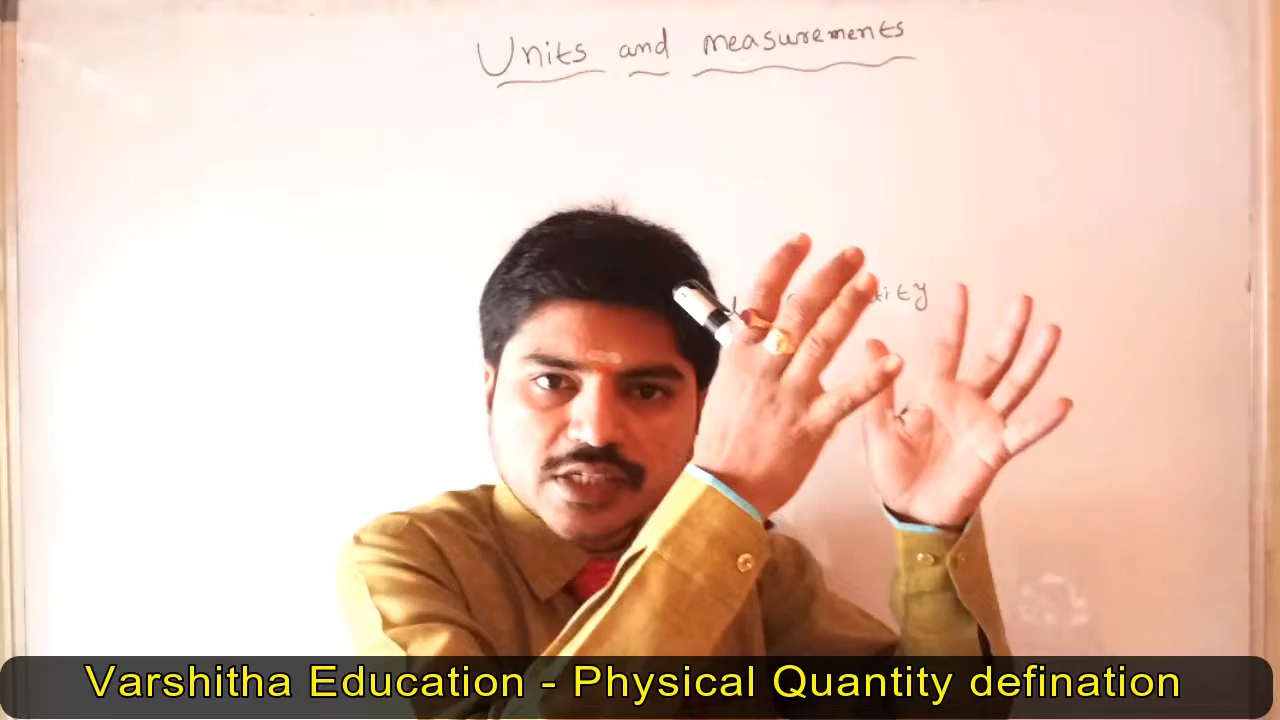 Units and measurements
Varshitha Education - Physical Quantity defination